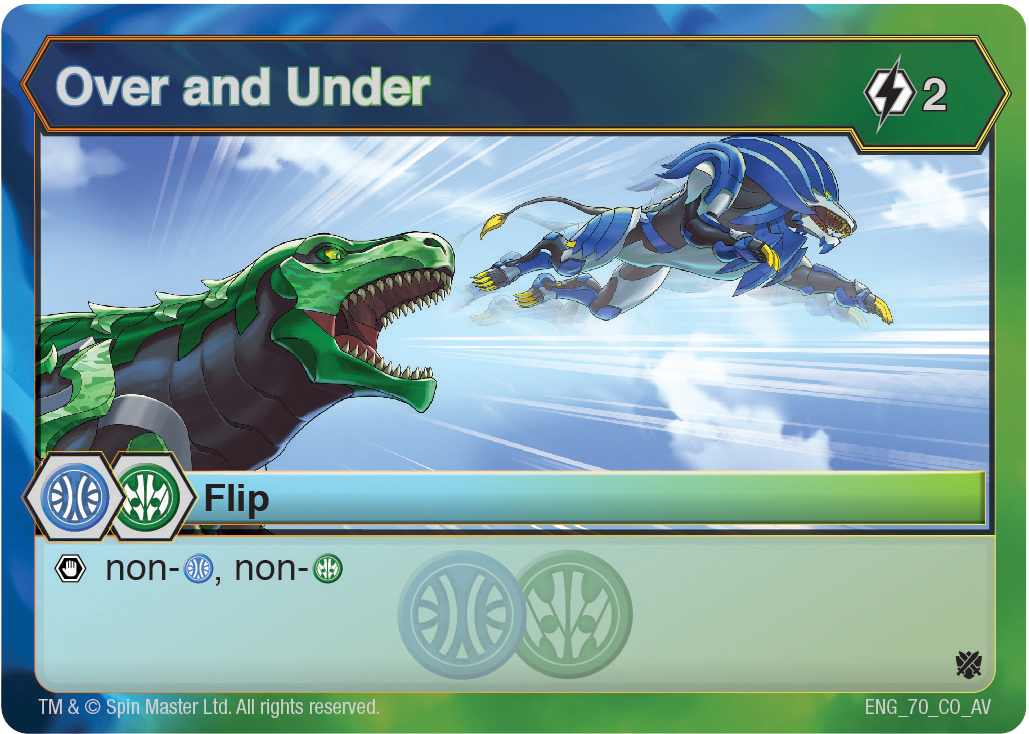 Over and Under
2
Flip
non- , non-
TM & © Spin Master Ltd. All rights reserved.
ENG_70_CO_AV